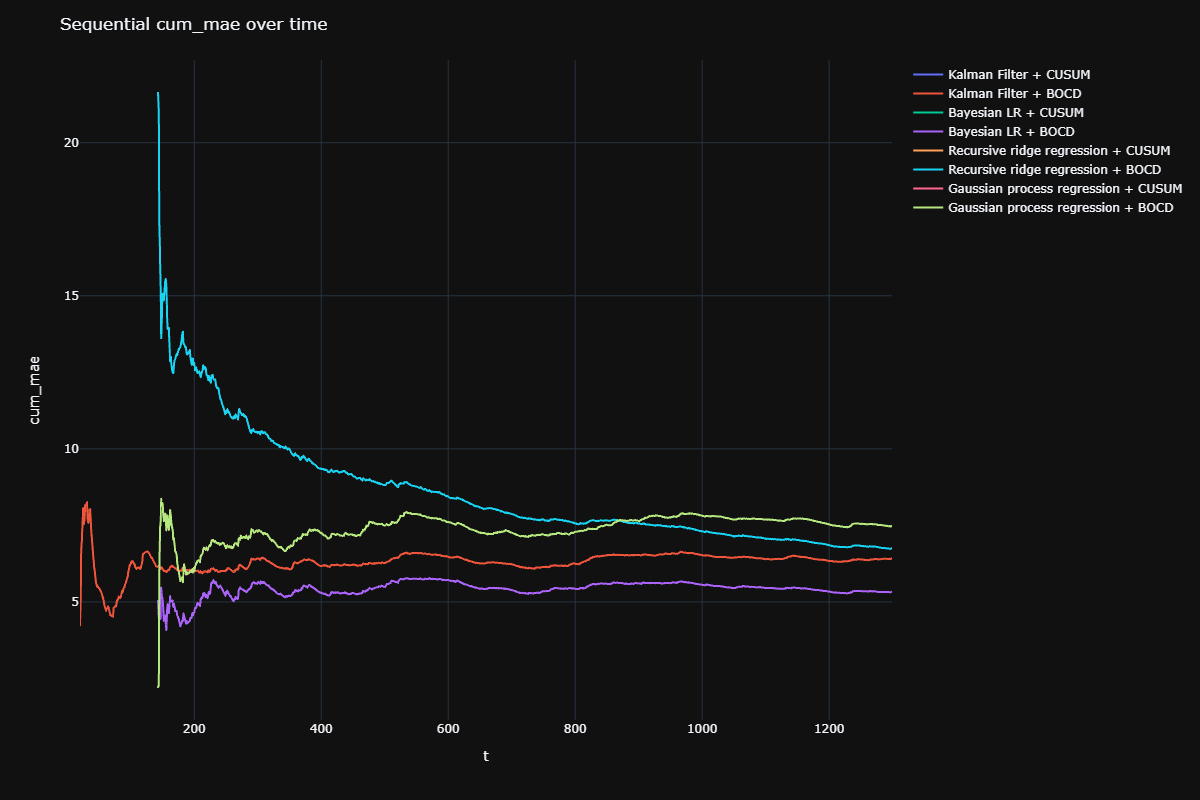 Sequential cum_mae over time
Kalman Filter + CUSUM
Kalman Filter + BOCD
Bayesian LR + CUSUM
Bayesian LR + BOCD
Recursive ridge regression + CUSUM
Recursive ridge regression + BOCD
Gaussian process regression + CUSUM
Gaussian process regression + BOCD
cum_mae
20
15
10
5
200 400 600 800 1000 1200
t